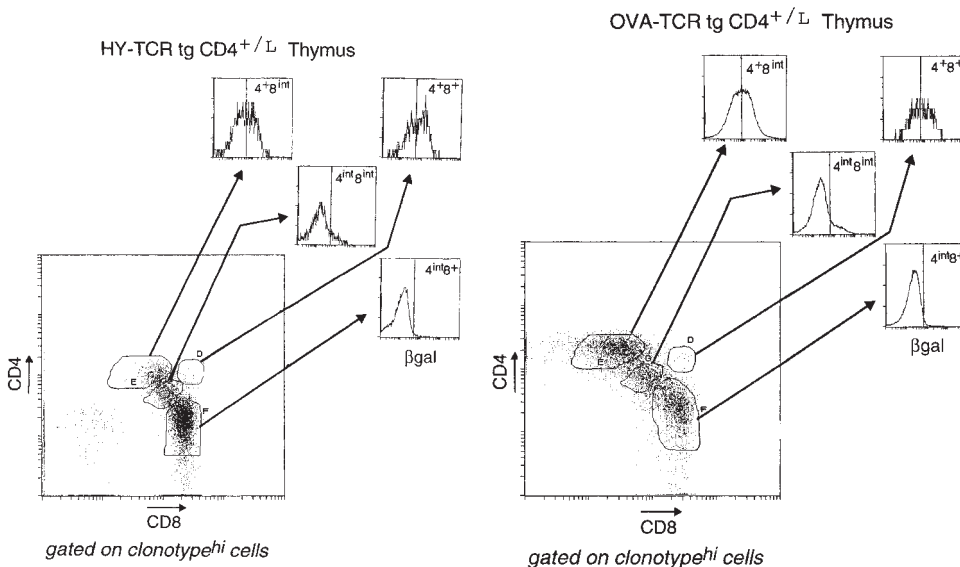 HY-TCR tg CD4+/L Thymus
4+8int
4+8+
4int8int
4int8+
βgal
CD4
D
E
G
F
CD8
gated on clonotypehi cells
OVA-TCR tg CD4+/L Thymus
4+8int
4+8+
4int8int
4int8+
βgal
CD4
D
E
G
F
CD8
gated on clonotypehi cells